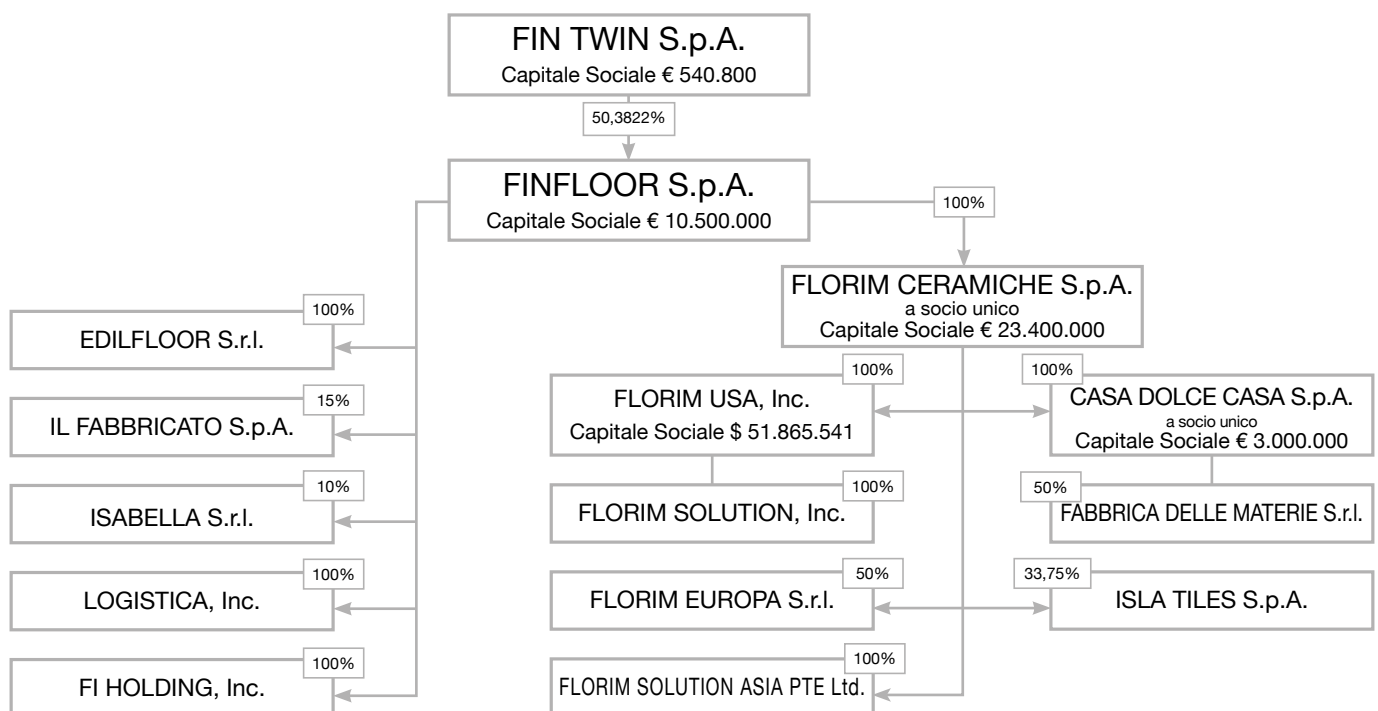 FIN TWIN S.p.A.
Capitale Sociale € 540.800
50,3822%
FINFLOOR S.p.A.
Capitale Sociale € 10.500.000
100%
FLORIM CERAMICHE S.p.A.
a socio unico
Capitale Sociale € 23.400.000
100%
EDILFLOOR S.r.l.
15%
IL FABBRICATO S.p.A.
10%
ISABELLA S.r.l.
100%
LOGISTICA, Inc.
100%
FI HOLDING, Inc.
100%
FLORIM USA, Inc.
Capitale Sociale $ 51.865.541
100%
FLORIM SOLUTION, Inc.
50%
FLORIM EUROPA S.r.l.
100%
FLORIM SOLUTION ASIA PTE Ltd.
100%
CASA DOLCE CASA S.p.A.
a socio unico
Capitale Sociale € 3.000.000
50%
FABBRICA DELLE MATERIE S.r.l.
33,75%
ISLA TILES S.p.A.